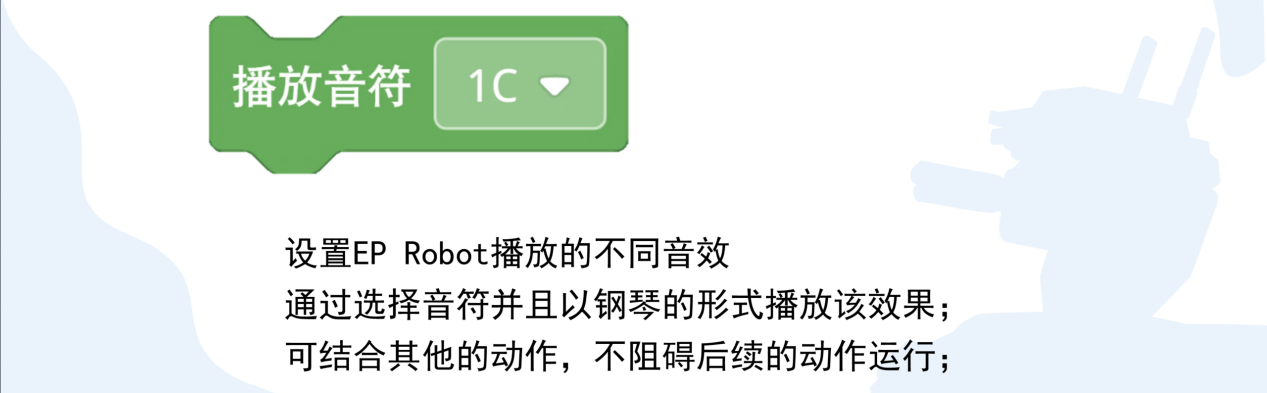 播放音符 1C
设置EP Robot播放的不同音效
通过选择音符并且以钢琴的形式播放该效果;
可结合其他的动作，不阻碍后续的动作运行;